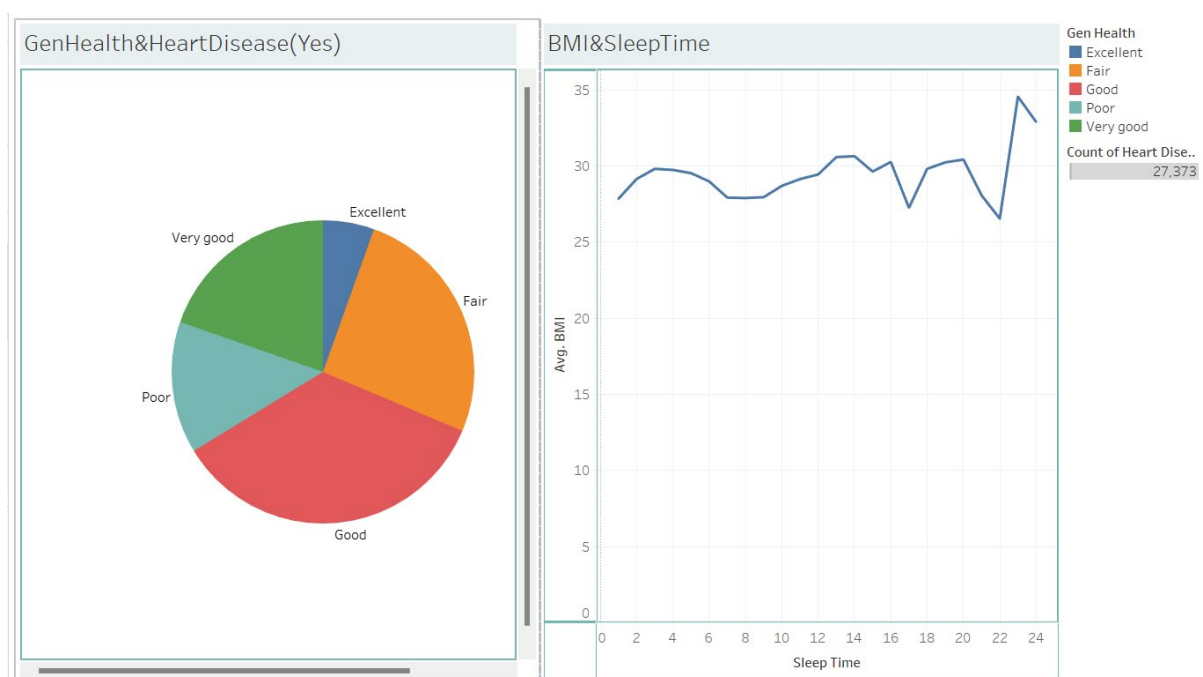 GenHealth&HeartDisease(Yes)
Excellent
Very good
Fair
Poor
Good
BMI&SleepTime
35
30
25
20
15
10
5
0
Avg. BMI
0 2 4 6 8 10 12 14 16 18 20 22 24
Sleep Time
Gen Health
Excellent
Fair
Good
Poor
Very good
Count of Heart Dise..
27,373